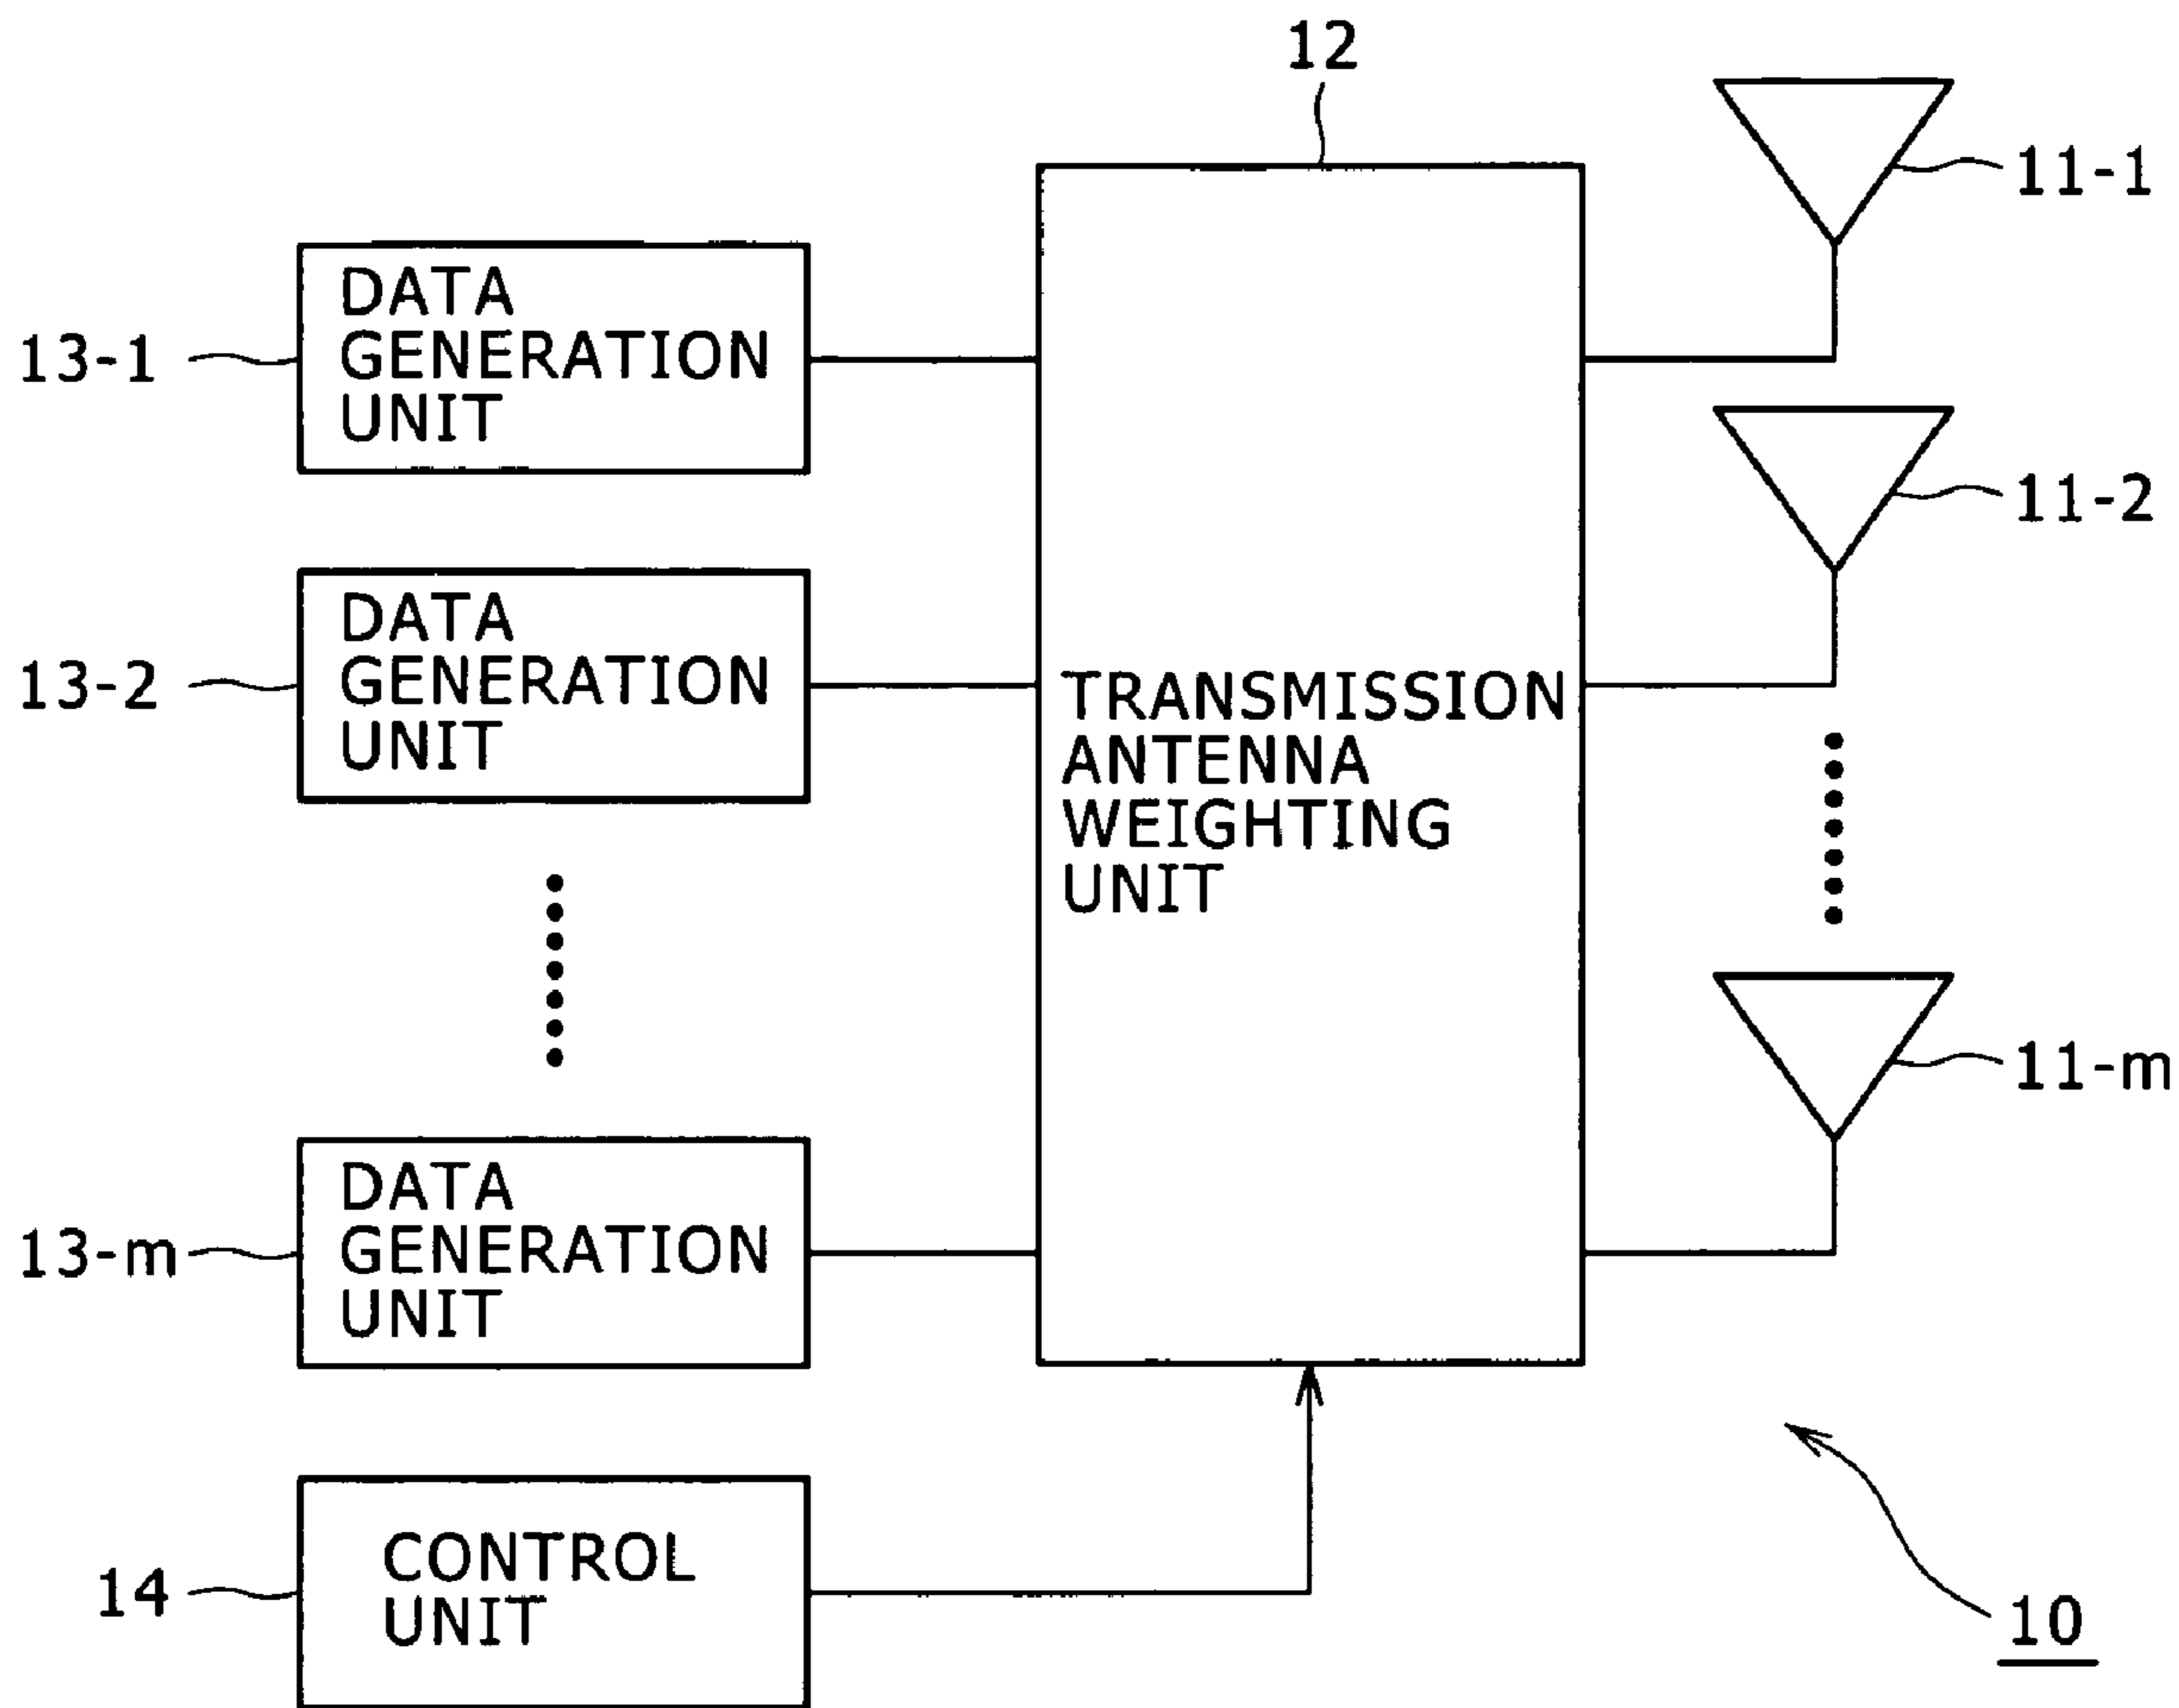 12
11-1
13-1
DATA
GENERATION
UNIT
11-2
13-2
DATA
GENERATION
UNIT
TRANSMISSION
ANTENNA
WEIGHTING
UNIT
11-m
13-m
DATA
GENERATION
UNIT
14
CONTROL
UNIT
10